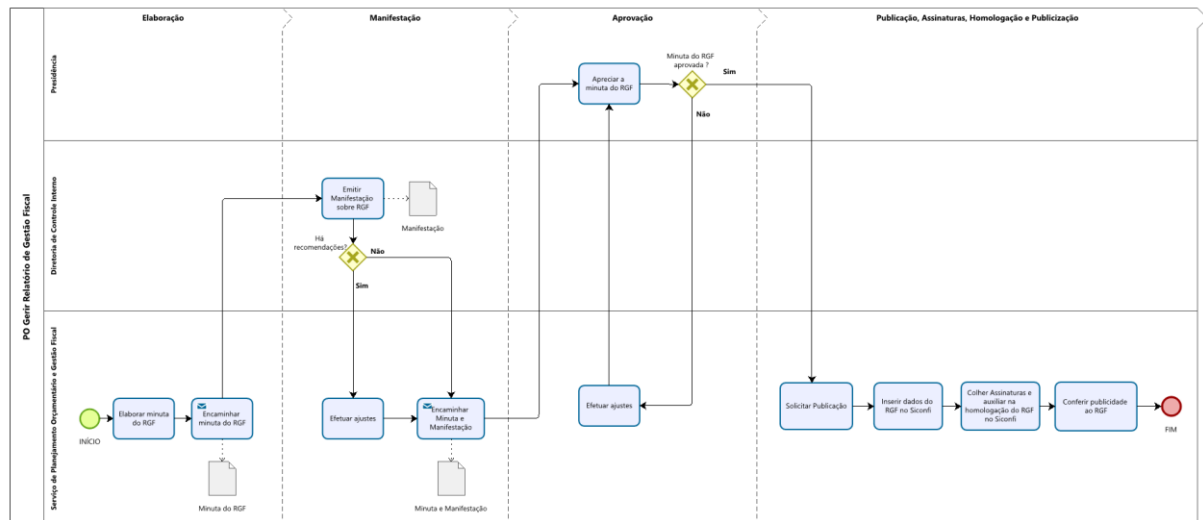 Elaboração
Manifestação
Aprovação
Publicação, Assinaturas, Homologação e Publicização
PO Gerir Relatório de Gestão Fiscal
Presidência
Minuta do RGF
aprovada ?
Sim
Apreciar a
minuta do RGF
Não
Diretoria de Controle Interno
Emitir
Manifestação
sobre RGF
Manifestação
Há
recomendações?
Não
Sim
Serviço de Planejamento Orçamentário e Gestão Fiscal
INÍCIO
Elaborar minuta
do RGF
Encaminhar
minuta do RGF
Minuta do RGF
Efetuar ajustes
Encaminhar
Minuta e
Manifestação
Minuta e Manifestação
Efetuar ajustes
Solicitar Publicação
Inserir dados do
RGF no Siconfi
Colher Assinaturas e
auxiliar na
homologação do RGF
no Siconfi
Conferir publicidade
ao RGF
FIM